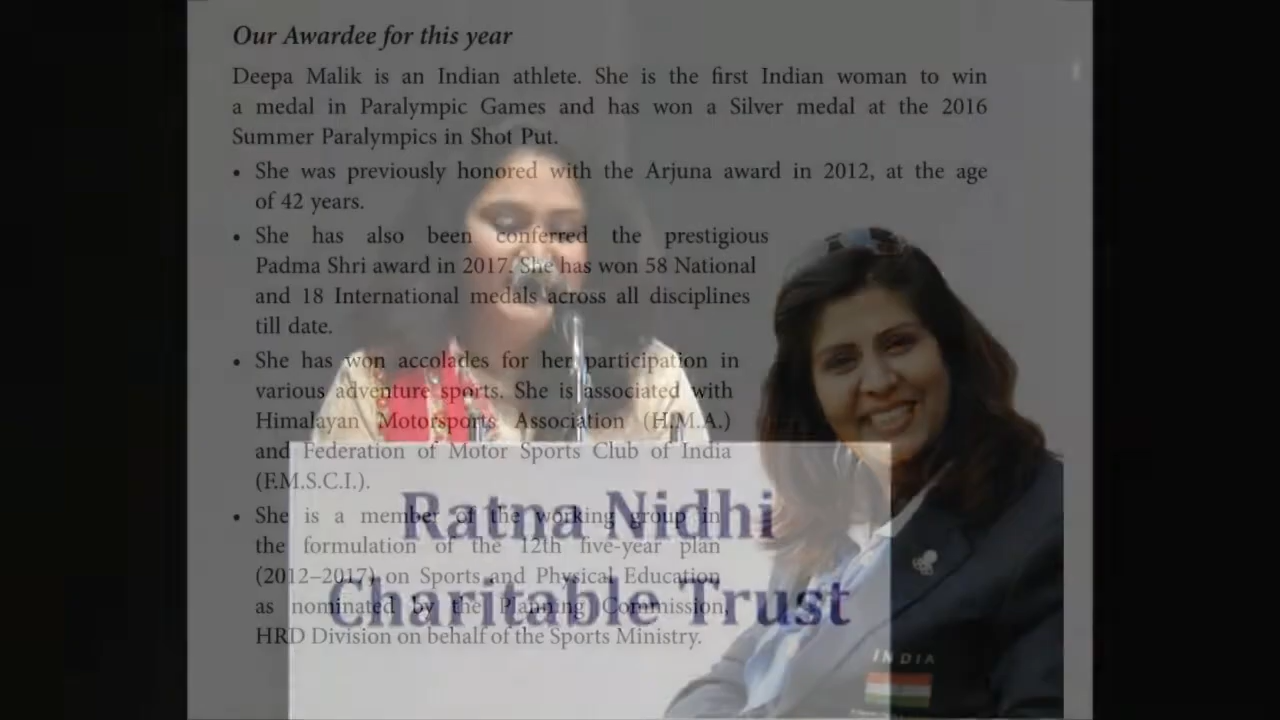 Our Awardee for this year
Deepa Malik is an Indian athlete. She is the first Indian woman to win
a medal in Paralympic Games and has won a Silver medal at the 2016
Summer Paralympics in Shot Put.
• She was previously honored with the Arjuna award in 2012, at the age
of 42 years.
• She has also been conferred the prestigious
Padma Shri award in 2017. She has won 58 National
and 18 International medals across all disciplines
till date.
• She has won accolades for her participation in
various adventure sports. She is associated with
Himalayan Motorsports Association (H.M.A.)
and Federation of Motor Sports Club of India
(F.M.S.C.I.).
• She is a member of the working group in
the formulation of the 12th five-year plan
(2012–2017) on Sports and Physical Education
as nominated by the Planning Commission,
HRD Division on behalf of the Sports Ministry.
Ratna Nidhi
Charitable Trust
INDIA